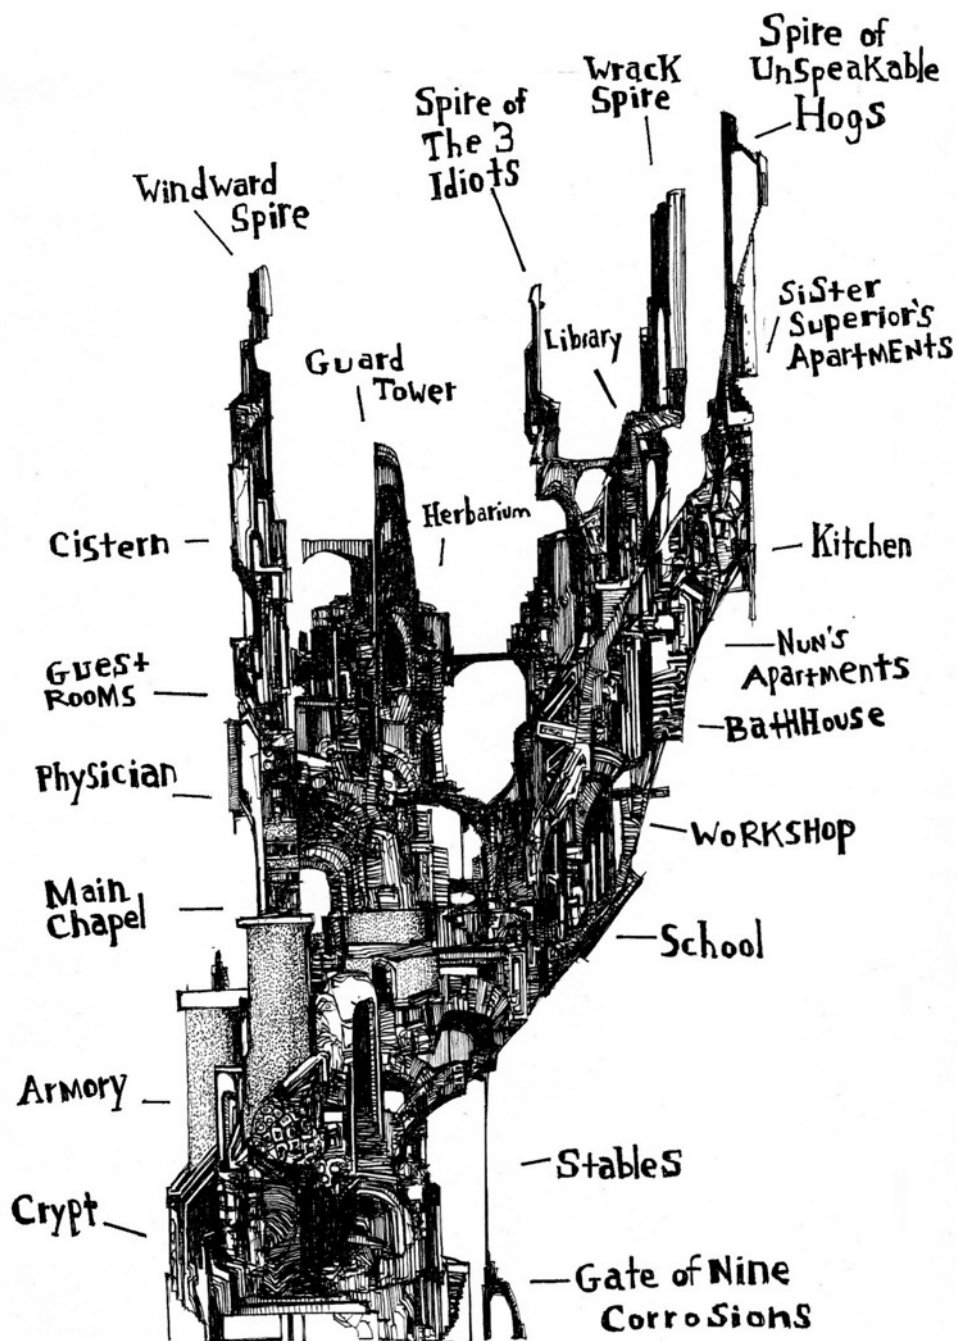 Spire of
UnSpeakable
Hogs
Wrack
Spire
Spire of
The 3
Idiots
Windward
Spire
Sister
Superior's
Apartments
Library
Guard
Tower
Herbarium
Cistern
Kitchen
Guest
Rooms
Nun's
Apartments
BathHouse
Physician
Workshop
Main
Chapel
School
Armory
Stables
Crypt
Gate of Nine
Corrosions